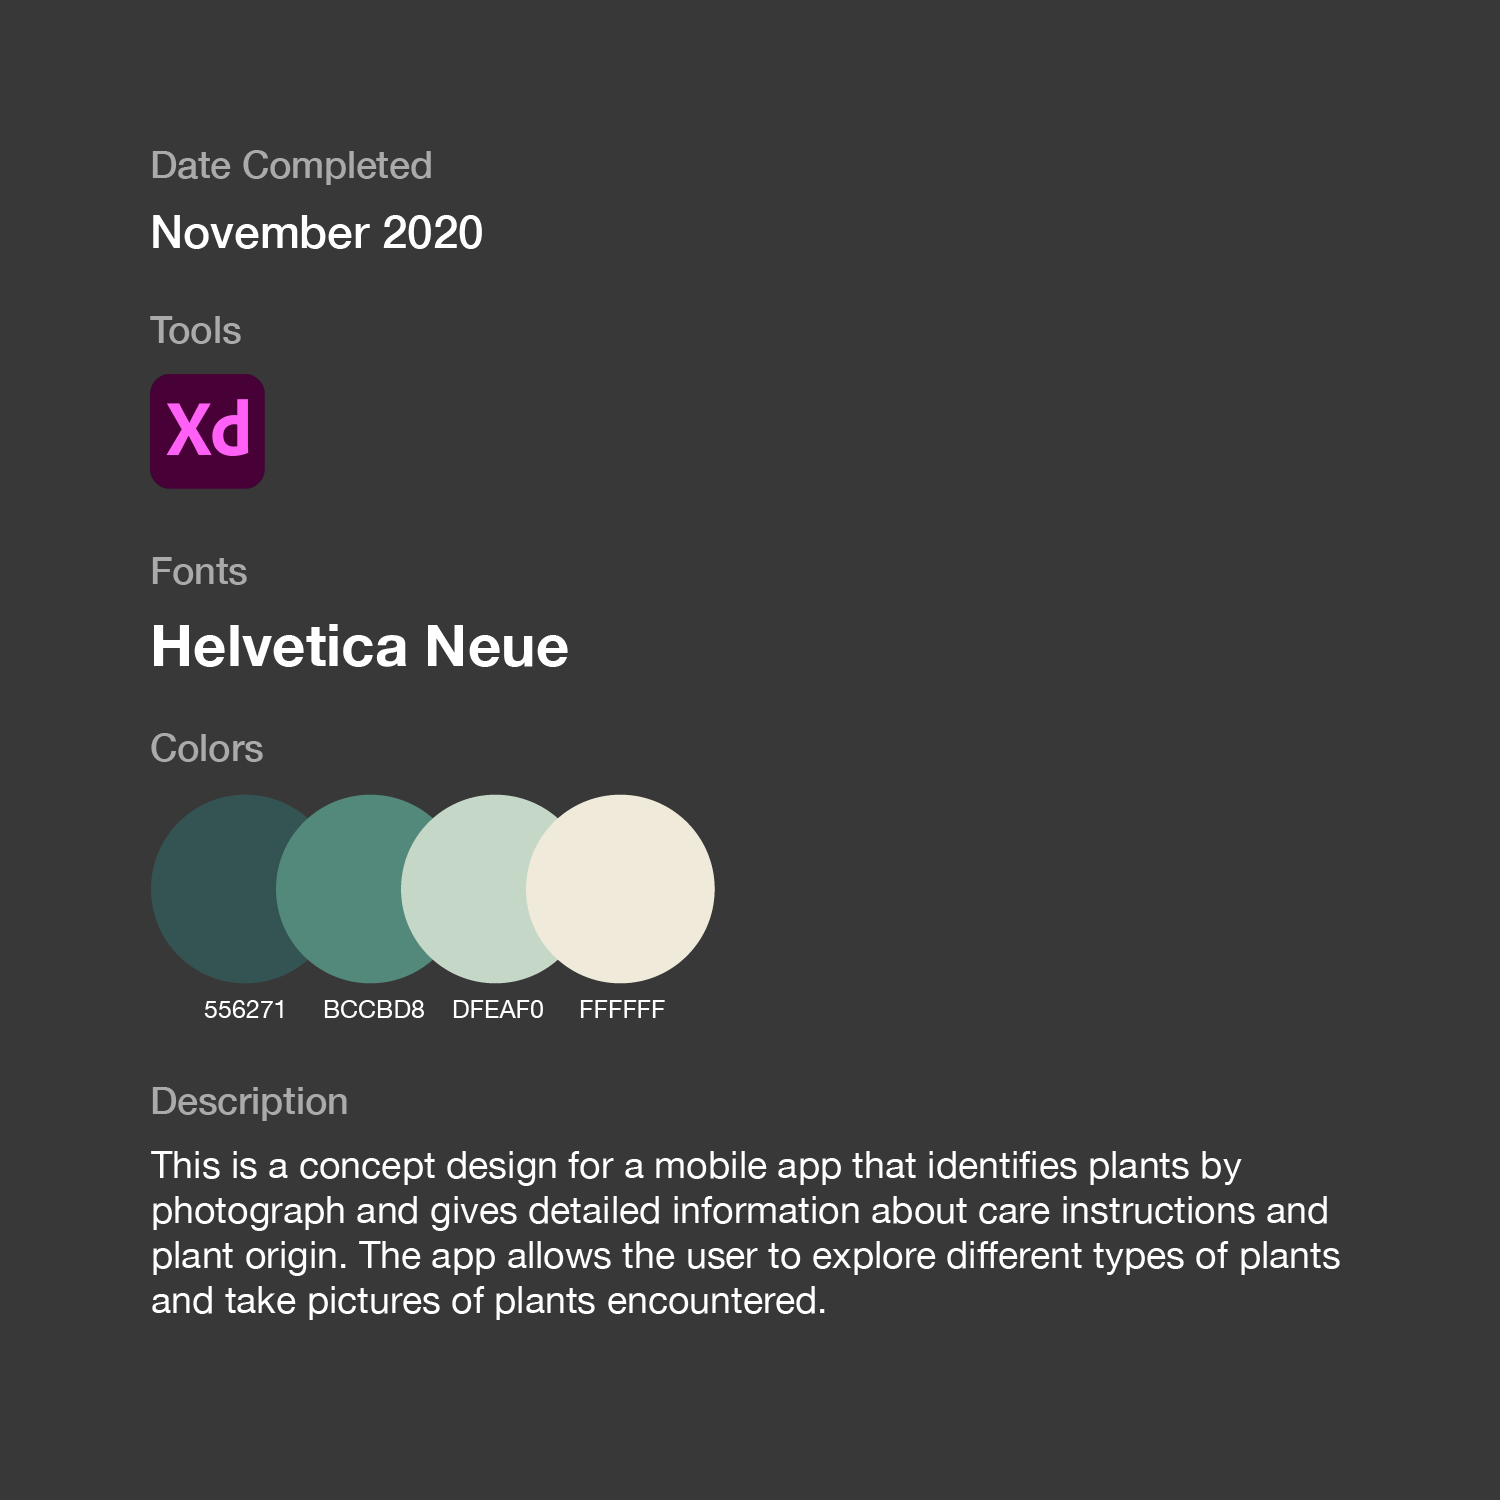 Date Completed
November 2020
Tools
Xd
Fonts
Helvetica Neue
Colors
556271 BCCBD8 DFEAF0 FFFFFF
Description
This is a concept design for a mobile app that identifies plants by
photograph and gives detailed information about care instructions and
plant origin. The app allows the user to explore different types of plants
and take pictures of plants encountered.